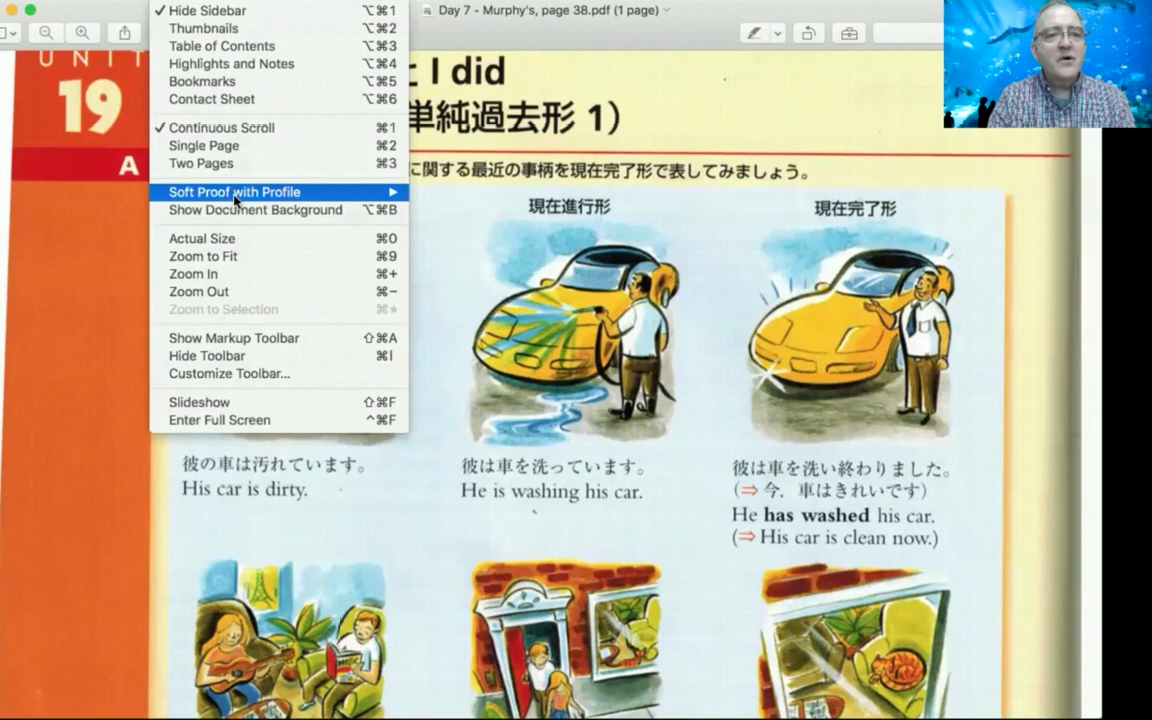 Day 7 - Murphy's, page 38.pdf (1 page)
✓ Hide Sidebar ⌥⌘1
Thumbnails ⌥⌘2
Table of Contents ⌥⌘3
Highlights and Notes ⌥⌘4
Bookmarks ⌥⌘5
Contact Sheet ⌥⌘6
✓ Continuous Scroll ⌘1
Single Page ⌘2
Two Pages ⌘3
Soft Proof with Profile ▶
Show Document Background ⌥⌘B
Actual Size ⌘0
Zoom to Fit ⌘9
Zoom In ⌘+
Zoom Out ⌘−
Zoom to Selection ⌘*
Show Markup Toolbar ⇧⌘A
Hide Toolbar ⌘I
Customize Toolbar...
Slideshow ⇧⌘F
Enter Full Screen ^⌘F
UNIT
19
と I did
単純過去形 1）
A
に関する最近の事柄を現在完了形で表してみましょう。
現在進行形
現在完了形
彼の車は汚れています。
His car is dirty.
彼は車を洗っています。
He is washing his car.
彼は車を洗い終わりました。
(⇒ 今，車はきれいです)
He has washed his car.
(⇒ His car is clean now.)